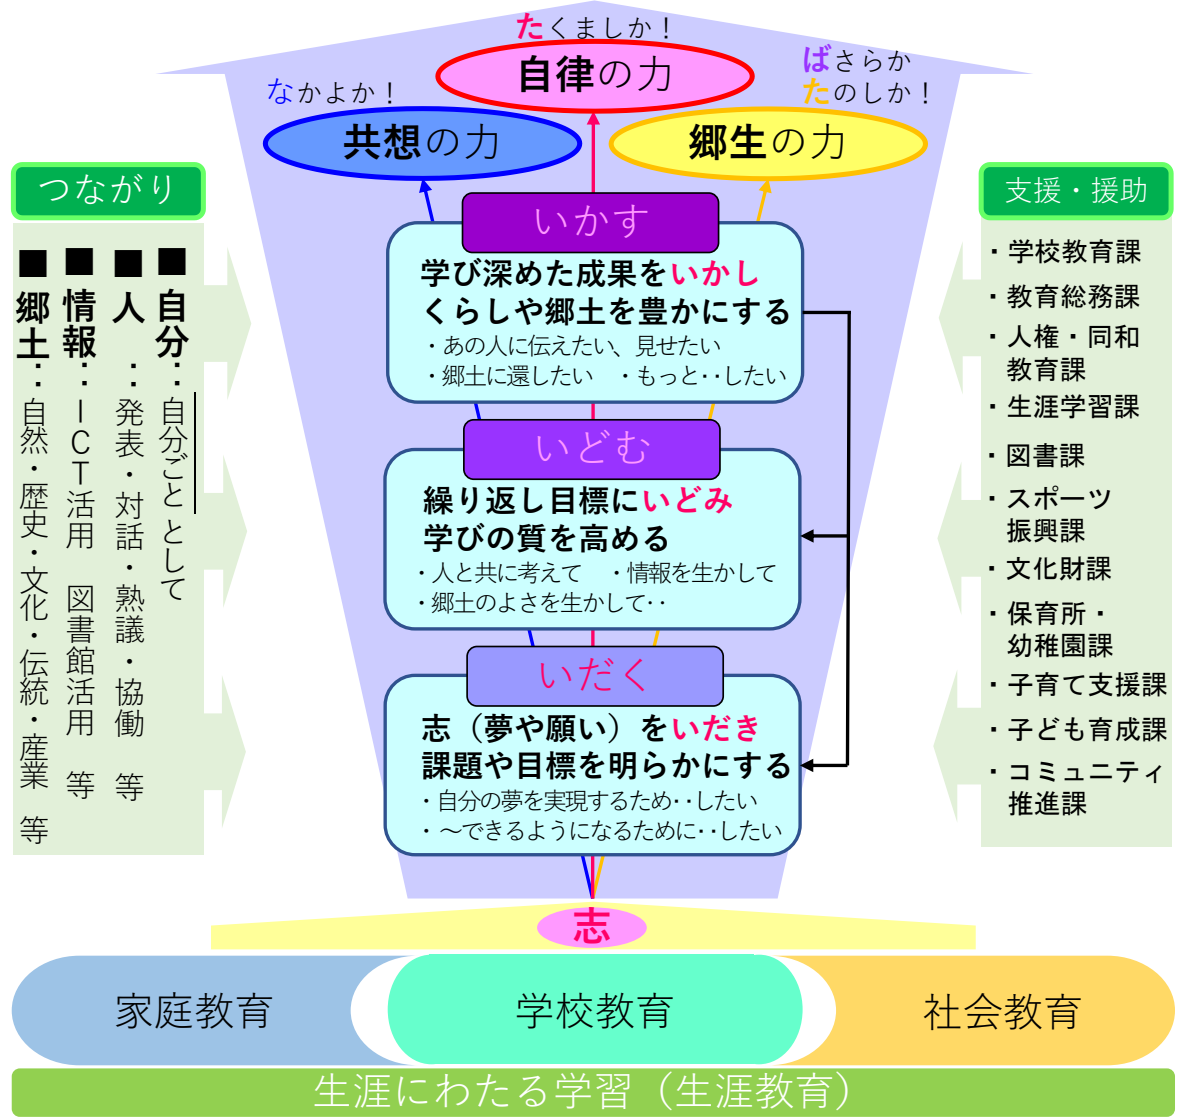 たくましか！
自律の力
ばさらか
たのしか！
なかよか！
共想の力
郷生の力
つながり
■自分‥自分ごととして
■人‥発表・対話・熟議・協働　等
■情報‥ＩＣＴ活用　図書館活用　等
■郷土‥自然・歴史・文化・伝統・産業　等
いかす
学び深めた成果をいかし
くらしや郷土を豊かにする
・あの人に伝えたい、見せたい
・郷土に還したい　・もっと‥したい
いどむ
繰り返し目標にいどみ
学びの質を高める
・人と共に考えて　・情報を生かして
・郷土のよさを生かして‥
いだく
志（夢や願い）をいだき
課題や目標を明らかにする
・自分の夢を実現するため‥したい
・～できるようになるために‥したい
支援・援助
・学校教育課
・教育総務課
・人権・同和
教育課
・生涯学習課
・図書課
・スポーツ
振興課
・文化財課
・保育所・
幼稚園課
・子育て支援課
・子ども育成課
・コミュニティ
推進課
志
家庭教育
学校教育
社会教育
生涯にわたる学習（生涯教育）